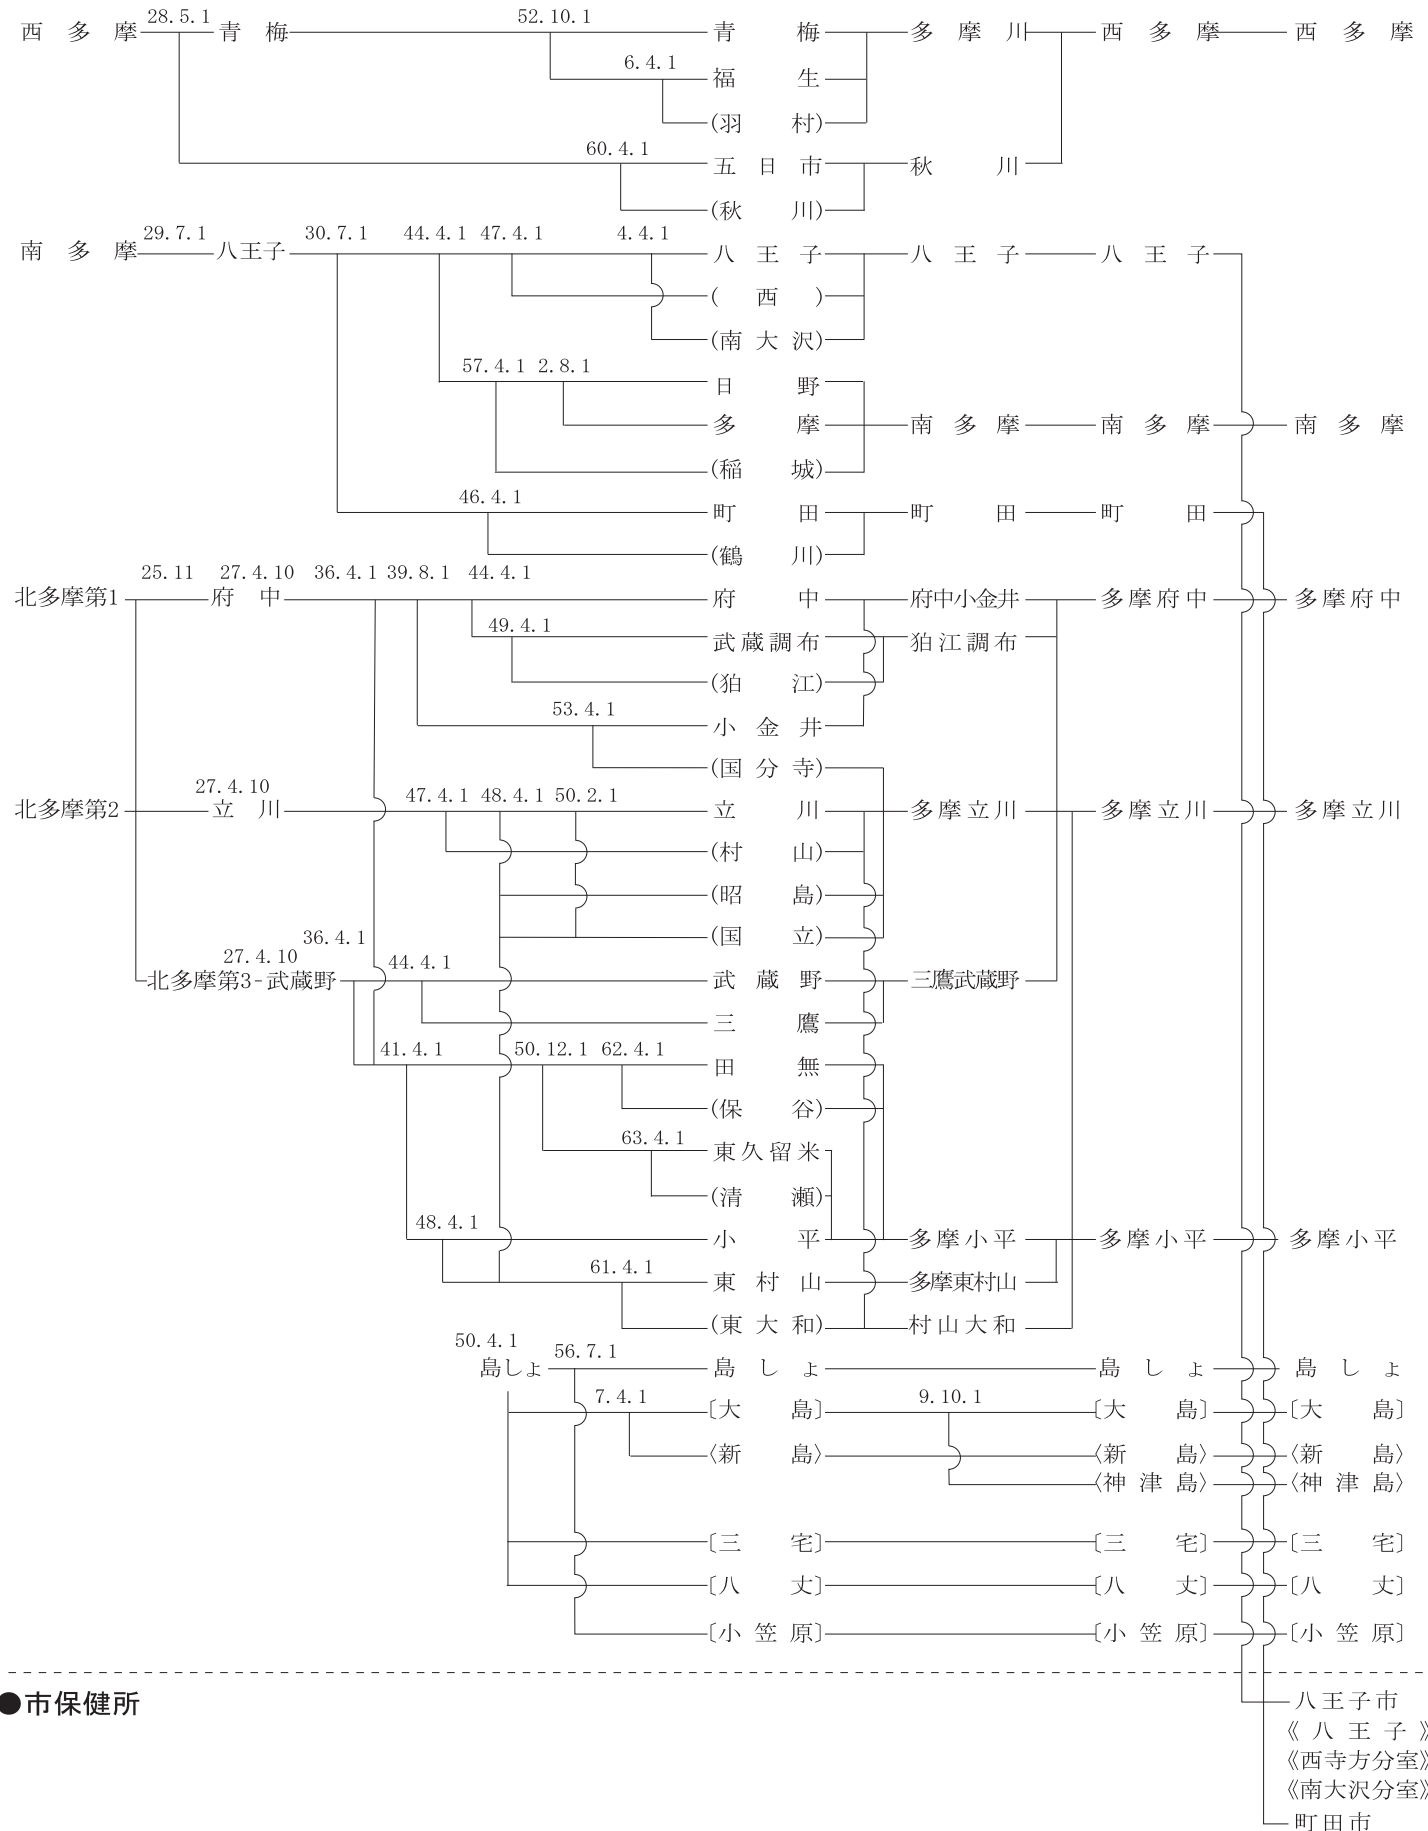 28.5.1 52.10.1
西多摩 青梅 青梅 多摩川 西多摩 西多摩
6.4.1
福生
(羽村)
60.4.1
五日市 秋川
(秋川)
29.7.1 30.7.1 44.4.1 47.4.1 4.4.1
南多摩 八王子 八王子 八王子 八王子
(西)
(南大沢)
57.4.1 2.8.1
日野
多摩 南多摩 南多摩 南多摩
(稲城)
46.4.1
町田 町田 町田
(鶴川)
25.11 27.4.10 36.4.1 39.8.1 44.4.1
北多摩第1 府中 府中 府中小金井 多摩府中 多摩府中
49.4.1
武蔵調布 狛江調布
(狛江)
53.4.1
小金井
(国分寺)
27.4.10 47.4.1 48.4.1 50.2.1
北多摩第2 立川 立川 多摩立川 多摩立川 多摩立川
(村山)
(昭島)
36.4.1
(国立)
27.4.10 44.4.1
北多摩第3 武蔵野 武蔵野 三鷹武蔵野
三鷹
41.4.1 50.12.1 62.4.1
田無
(保谷)
63.4.1
東久留米
(清瀬)
48.4.1
小平 多摩小平 多摩小平 多摩小平
61.4.1
東村山 多摩東村山
(東大和) 村山大和
50.4.1 56.7.1
島しょ 島しょ 島しょ 島しょ
7.4.1 9.10.1
〔大島〕 〔大島〕 〔大島〕
〈新島〉 〈新島〉 〈新島〉
〈神津島〉 〈神津島〉
〔三宅〕 〔三宅〕 〔三宅〕
〔八丈〕 〔八丈〕 〔八丈〕
〔小笠原〕 〔小笠原〕 〔小笠原〕
●市保健所
八王子市
《八王子》
《西寺方分室》
《南大沢分室》
町田市